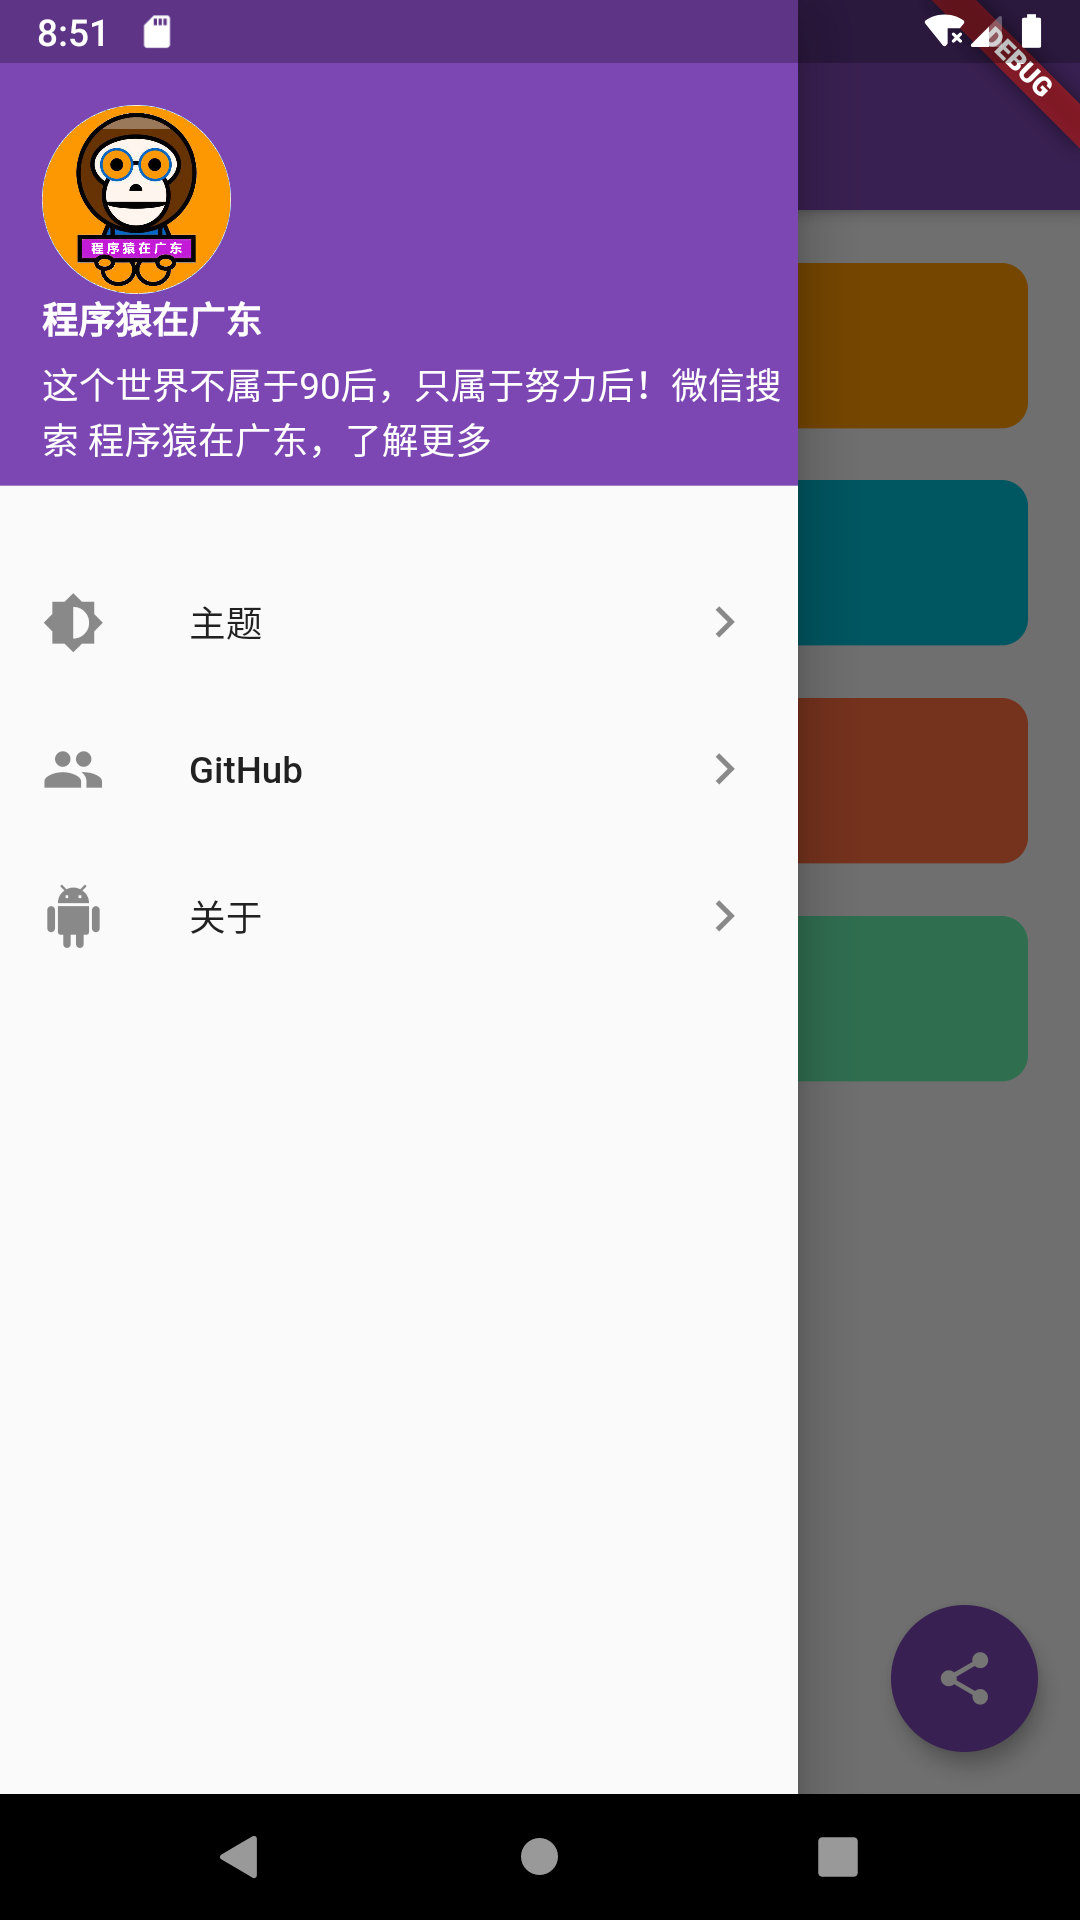 8:51
DEBUG
程序猿在广东
程序猿在广东
这个世界不属于90后，只属于努力后！微信搜
索 程序猿在广东，了解更多
主题
GitHub
关于